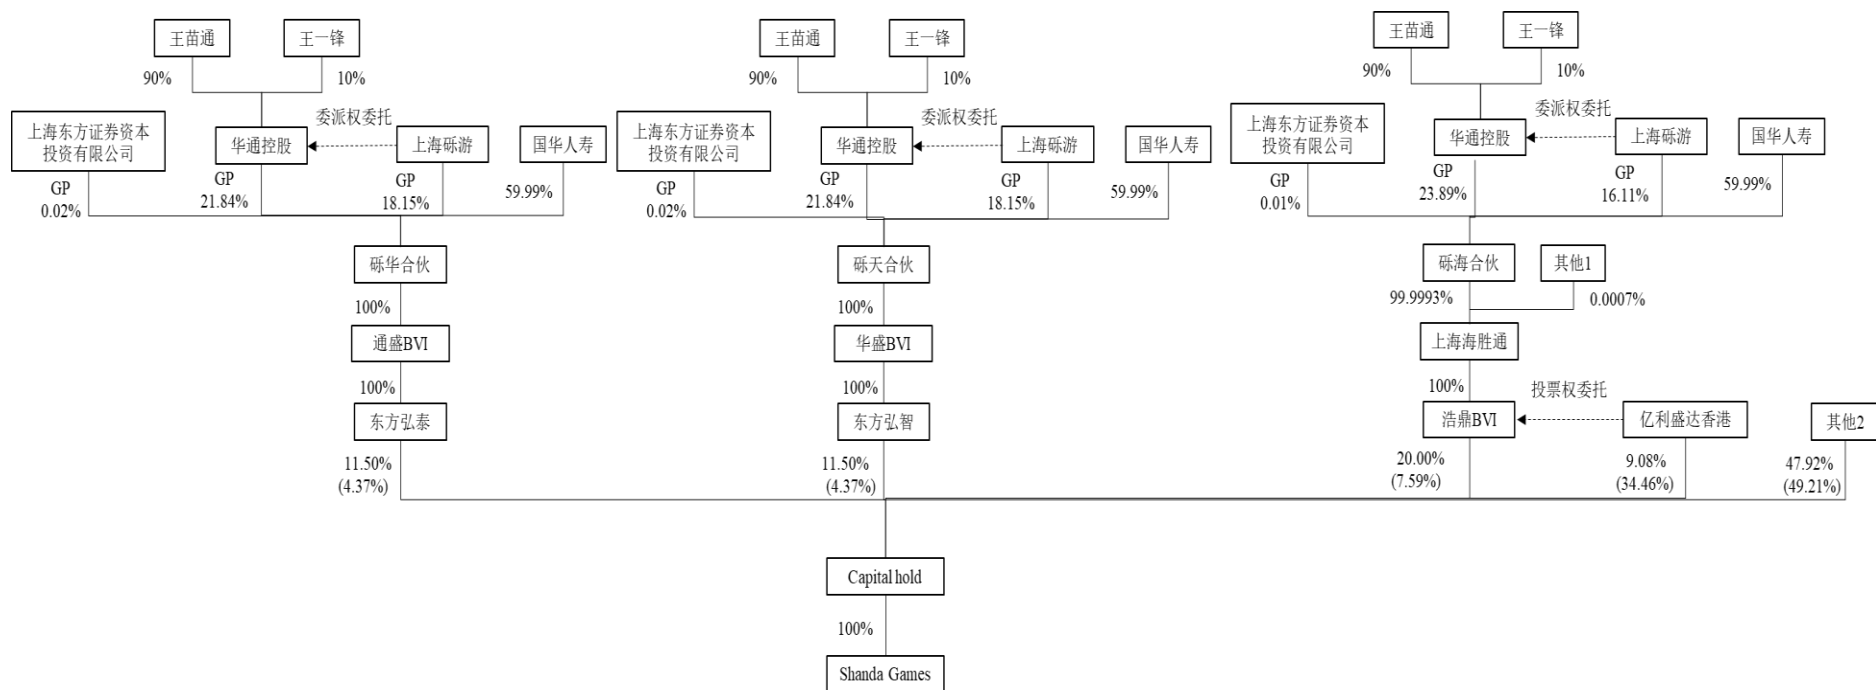 王苗通
王一锋
王苗通
王一锋
王苗通
王一锋
90%
10%
90%
10%
90%
10%
委派权委托
委派权委托
委派权委托
上海东方证券资本
投资有限公司
华通控股
上海砾游
国华人寿
上海东方证券资本
投资有限公司
华通控股
上海砾游
国华人寿
上海东方证券资本
投资有限公司
华通控股
上海砾游
国华人寿
GP
0.02%
GP
21.84%
GP
18.15%
59.99%
GP
0.02%
GP
21.84%
GP
18.15%
59.99%
GP
0.01%
GP
23.89%
GP
16.11%
59.99%
砾华合伙
砾天合伙
砾海合伙
其他1
100%
100%
99.9993%
0.0007%
通盛BVI
华盛BVI
上海海胜通
100%
100%
100%
投票权委托
东方弘泰
东方弘智
浩鼎BVI
亿利盛达香港
其他2
11.50%
(4.37%)
11.50%
(4.37%)
20.00%
(7.59%)
9.08%
(34.46%)
47.92%
(49.21%)
Capital hold
100%
Shanda Games